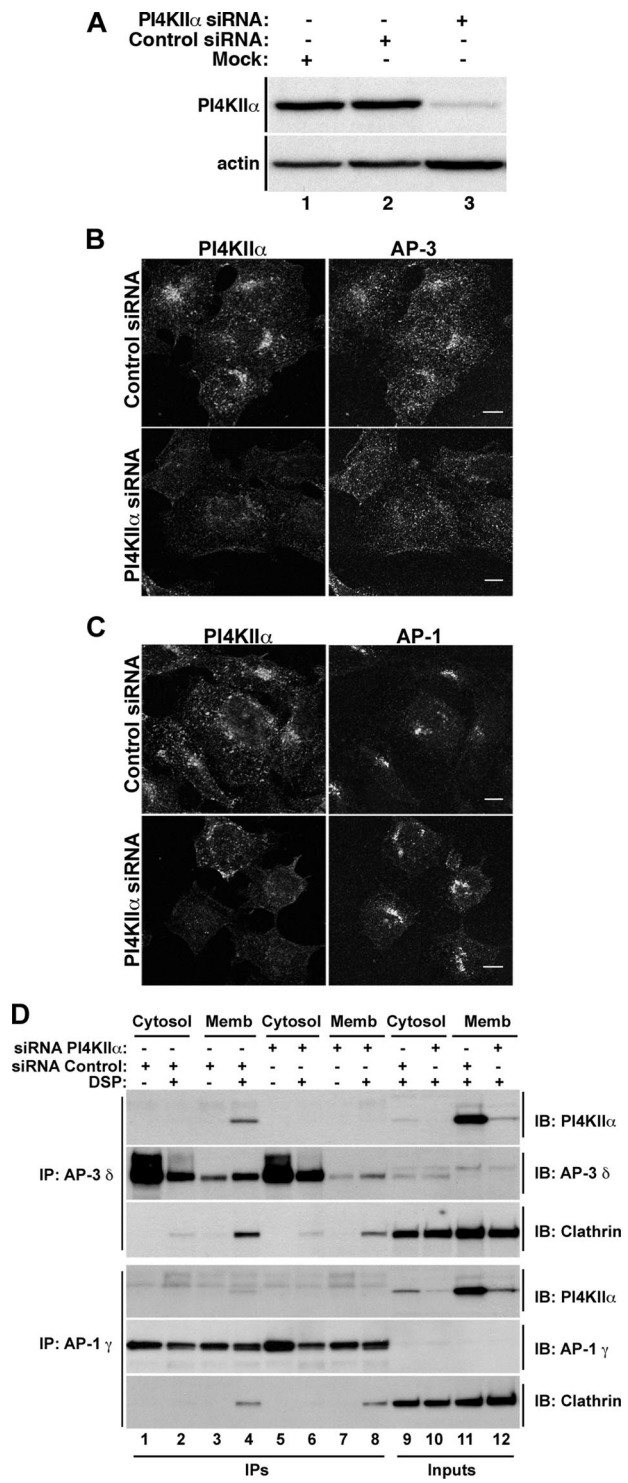 A
PI4KIIα siRNA: - - +
Control siRNA: - + -
Mock: + - -
PI4KIIα
actin
1 2 3
B
PI4KIIα AP-3
Control siRNA
PI4KIIα siRNA
C
PI4KIIα AP-1
Control siRNA
PI4KIIα siRNA
D
Cytosol Memb Cytosol Memb Cytosol Memb
siRNA PI4KIIα: - - - - + + + + - + - +
siRNA Control: + + + + - - - - + - + -
DSP: - + - + - + - + + + + +
IP: AP-3 δ
IB: PI4KIIα
IB: AP-3 δ
IB: Clathrin
IP: AP-1 γ
IB: PI4KIIα
IB: AP-1 γ
IB: Clathrin
1 2 3 4 5 6 7 8 9 10 11 12
IPs Inputs